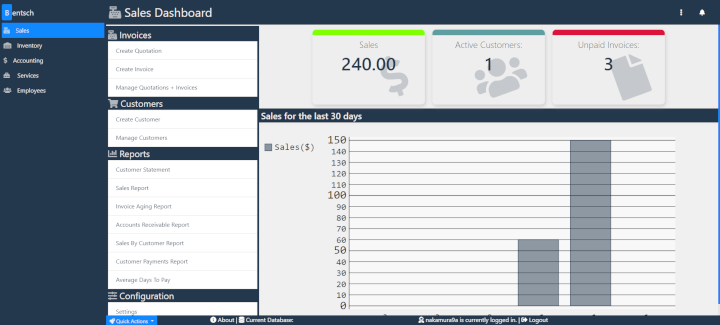 Bentsch
Sales Dashboard
Sales
Inventory
Accounting
Services
Employees
Invoices
Create Quotation
Create Invoice
Manage Quotations + Invoices
Customers
Create Customer
Manage Customers
Reports
Customer Statement
Sales Report
Invoice Aging Report
Accounts Receivable Report
Sales By Customer Report
Customer Payments Report
Average Days To Pay
Configuration
Settings
Sales
240.00
Active Customers:
1
Unpaid Invoices:
3
Sales for the last 30 days
Sales($)
150
140
130
120
110
100
90
80
70
60
50
40
30
20
10
0
Quick Actions
About | Current Database:
nakamura9a is currently logged in. | Logout